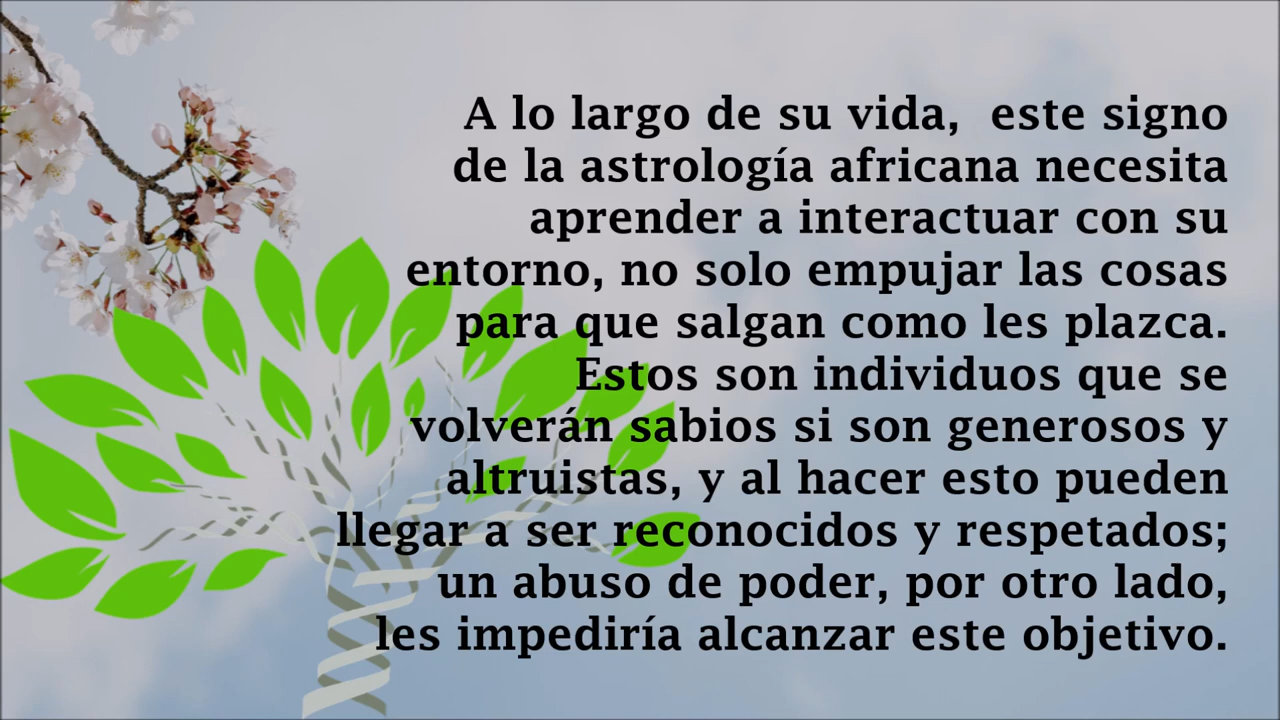 A lo largo de su vida,  este signo
de la astrología africana necesita
aprender a interactuar con su
entorno, no solo empujar las cosas
para que salgan como les plazca.
Estos son individuos que se
volverán sabios si son generosos y
altruistas, y al hacer esto pueden
llegar a ser reconocidos y respetados;
un abuso de poder, por otro lado,
les impediría alcanzar este objetivo.